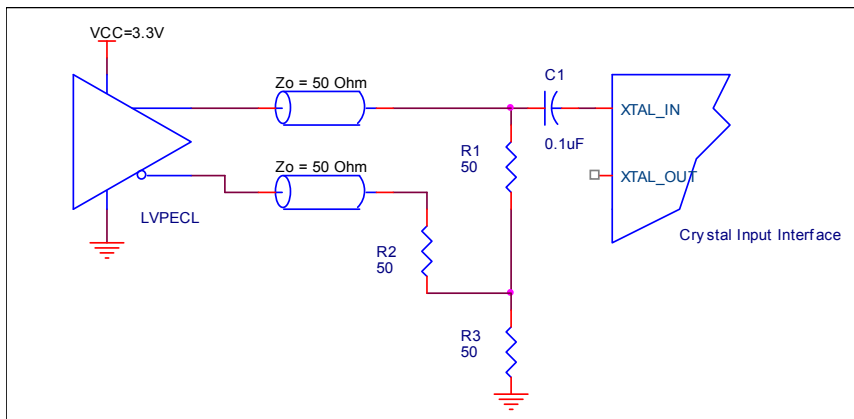 VCC=3.3V
Zo = 50 Ohm
C1
XTAL_IN
0.1uF
R1
50
Zo = 50 Ohm
XTAL_OUT
LVPECL
Crystal Input Interface
R2
50
R3
50